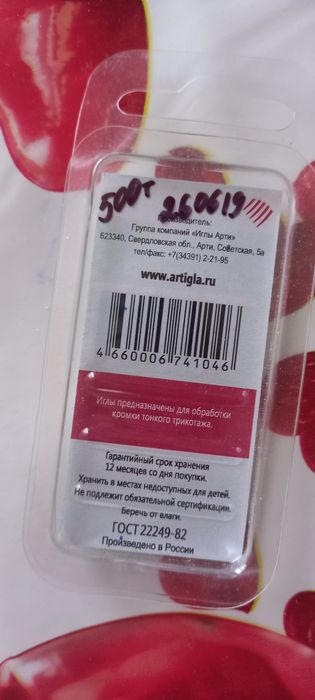 500т 260619
Производитель:
Группа компаний «Иглы Арти»
623340, Свердловская обл., Арти, Советская, 5а
тел/факс: +7(34391) 2-21-95
www.artigla.ru
4 660006 741046
Иглы предназначены для обработки
кромки тонкого трикотажа.
Гарантийный срок хранения
12 месяцев со дня покупки.
Хранить в местах недоступных для детей.
Не подлежит обязательной сертификации.
Беречь от влаги.
ГОСТ 22249-82
Произведено в России